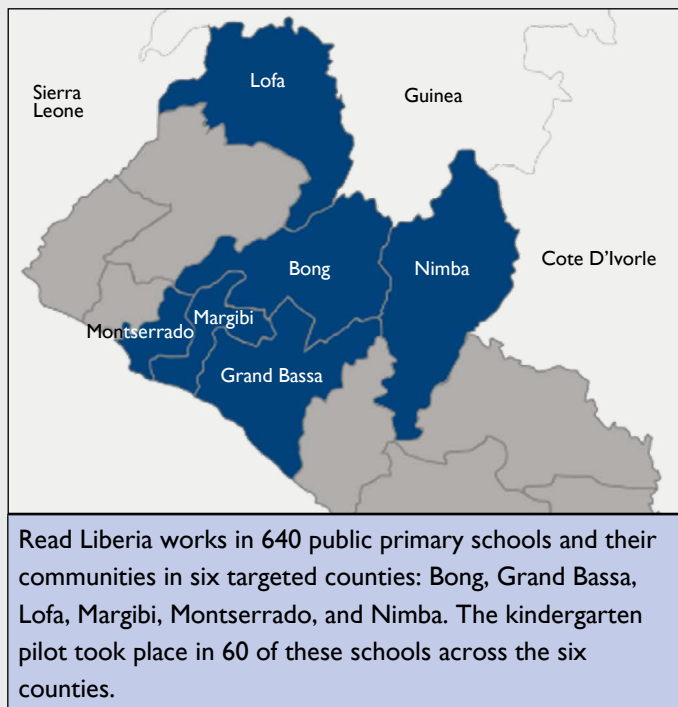 Lofa
Sierra
Leone
Guinea
Bong
Nimba
Cote D'Ivorle
Margibi
Montserrado
Grand Bassa
Read Liberia works in 640 public primary schools and their
communities in six targeted counties: Bong, Grand Bassa,
Lofa, Margibi, Montserrado, and Nimba. The kindergarten
pilot took place in 60 of these schools across the six
counties.